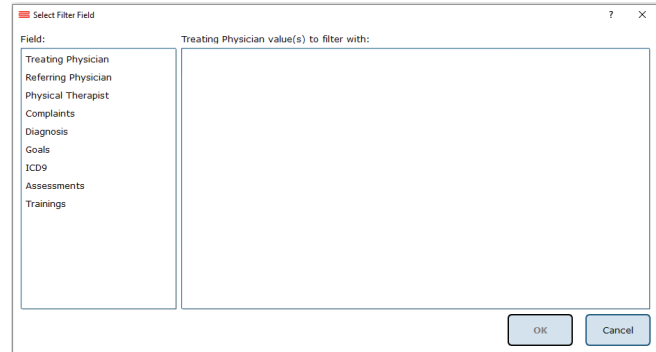 Select Filter Field
? ×
Field:
Treating Physician value(s) to filter with:
Treating Physician
Referring Physician
Physical Therapist
Complaints
Diagnosis
Goals
ICD9
Assessments
Trainings
OK
Cancel